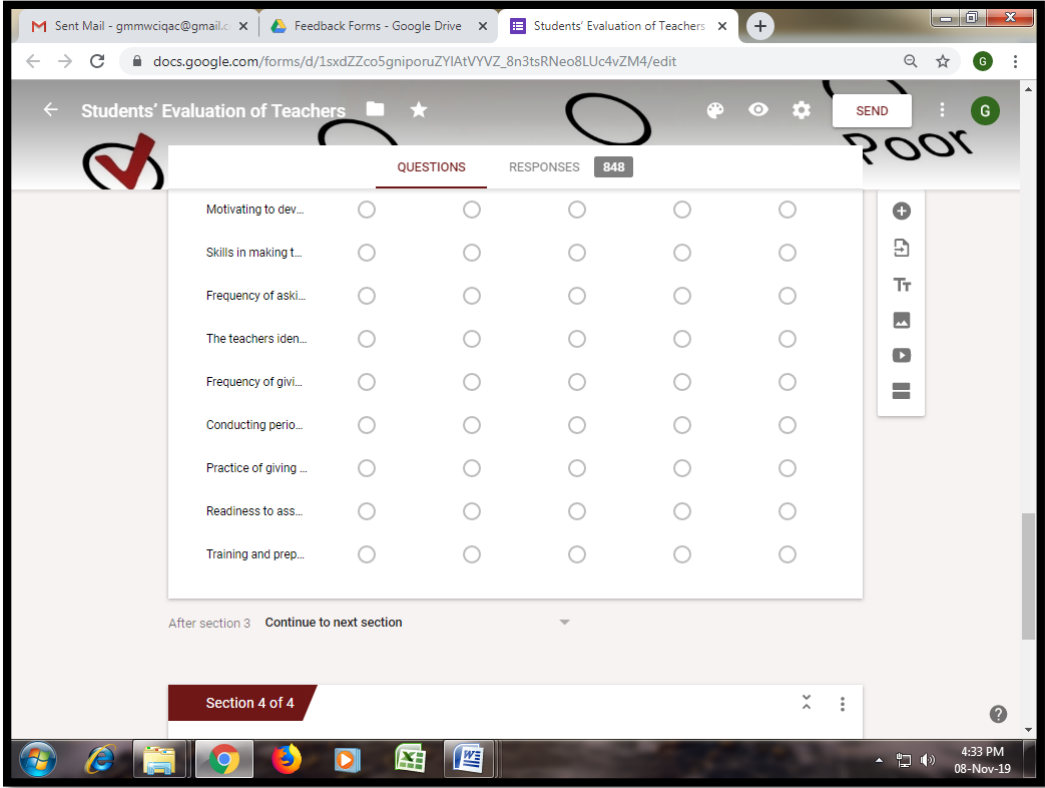 Sent Mail - gmmwciqac@gmail.c
Feedback Forms - Google Drive
Students' Evaluation of Teachers
docs.google.com/forms/d/1sxdZZco5gniporuZYlAtVYVZ_8n3tsRNeo8LUc4vZM4/edit
G
Students' Evaluation of Teachers
SEND
G
Poor
QUESTIONS
RESPONSES 848
Motivating to dev...
Skills in making t...
Frequency of aski...
The teachers iden...
Frequency of givi...
Conducting perio...
Practice of giving ...
Readiness to ass...
Training and prep...
Tт
After section 3 Continue to next section
Section 4 of 4
4:33 PM
08-Nov-19